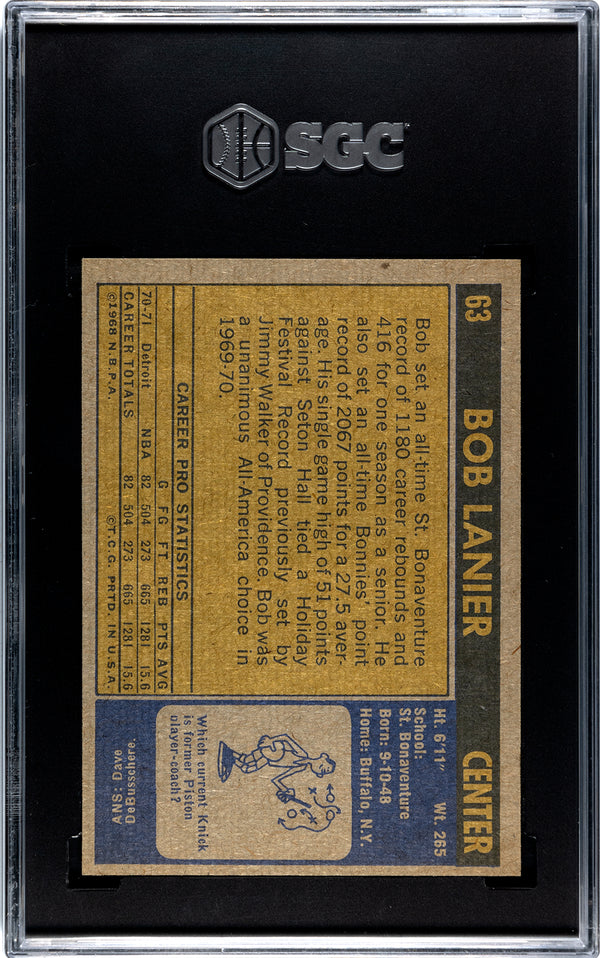 SGC
63 BOB LANIER CENTER
Bob set an all-time St. Bonaventure
record of 1180 career rebounds and
416 for one season as a senior. He
also set an all-time Bonnies' point
record of 2067 points for a 27.5 aver-
age. His single game high of 51 points
against Seton Hall tied a Holiday
Festival Record previously set by
Jimmy Walker of Providence. Bob was
a unanimous All-America choice in
1969-70.
CAREER PRO STATISTICS
G FG FT REB PTS AVG
70-71 Detroit NBA 82 504 273 665 1281 15.6
CAREER TOTALS 82 504 273 665 1281 15.6
©1968 N.B.P.A. ©T.C.G. PRTD. IN U.S.A.
Ht. 6'11" Wt. 265
School:
St. Bonaventure
Born: 9-10-48
Home: Buffalo, N.Y.
Which current Knick
is former Piston
player-coach?
ANS: Dave
DeBusschere.